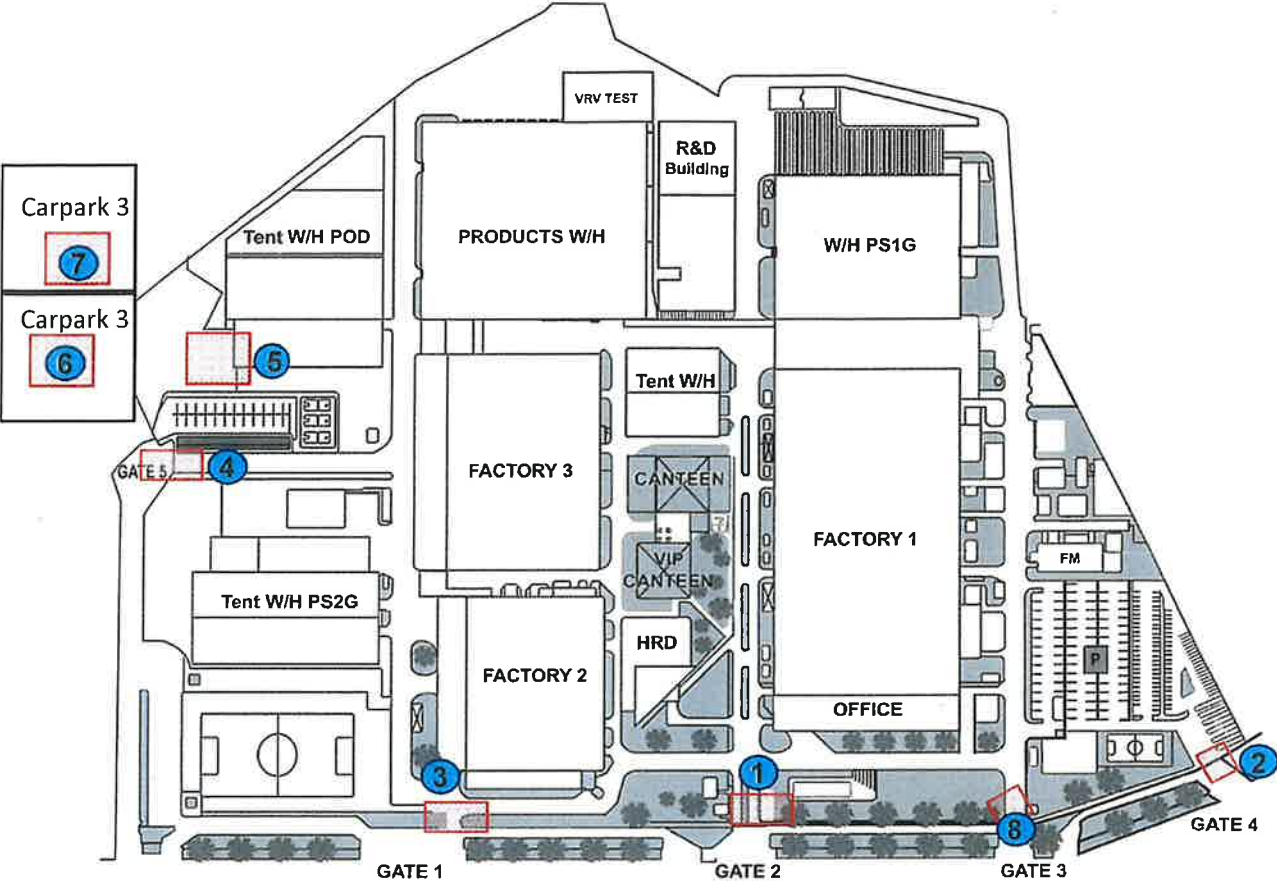 VRV TEST
R&D
Building
Carpark 3
7
Tent W/H POD
PRODUCTS W/H
W/H PS1G
Carpark 3
6
5
Tent W/H
GATE 5
4
FACTORY 3
CANTEEN
FACTORY 1
VIP
CANTEEN
FM
Tent W/H PS2G
HRD
P
FACTORY 2
OFFICE
3
1
2
8
GATE 4
GATE 1
GATE 2
GATE 3